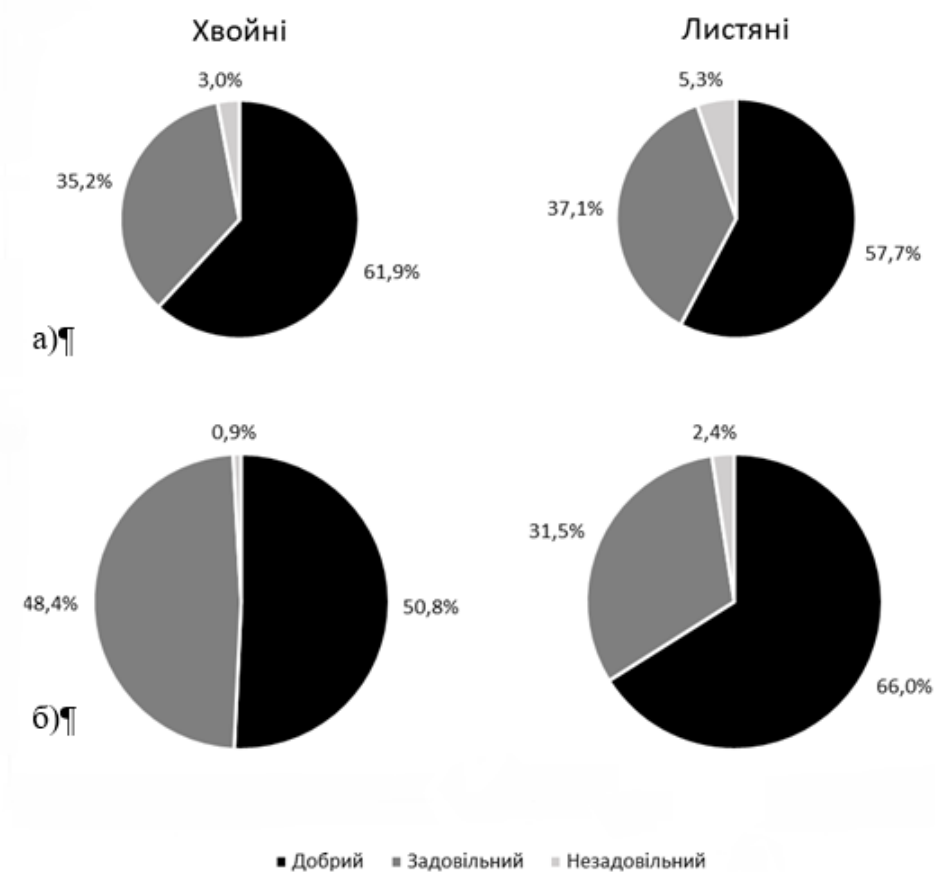 Хвойні
Листяні
3,0%
5,3%
35,2%
37,1%
57,7%
61,9%
а)¶
0,9%
2,4%
31,5%
48,4%
50,8%
66,0%
б)¶
Добрий Задовільний Незадовільний